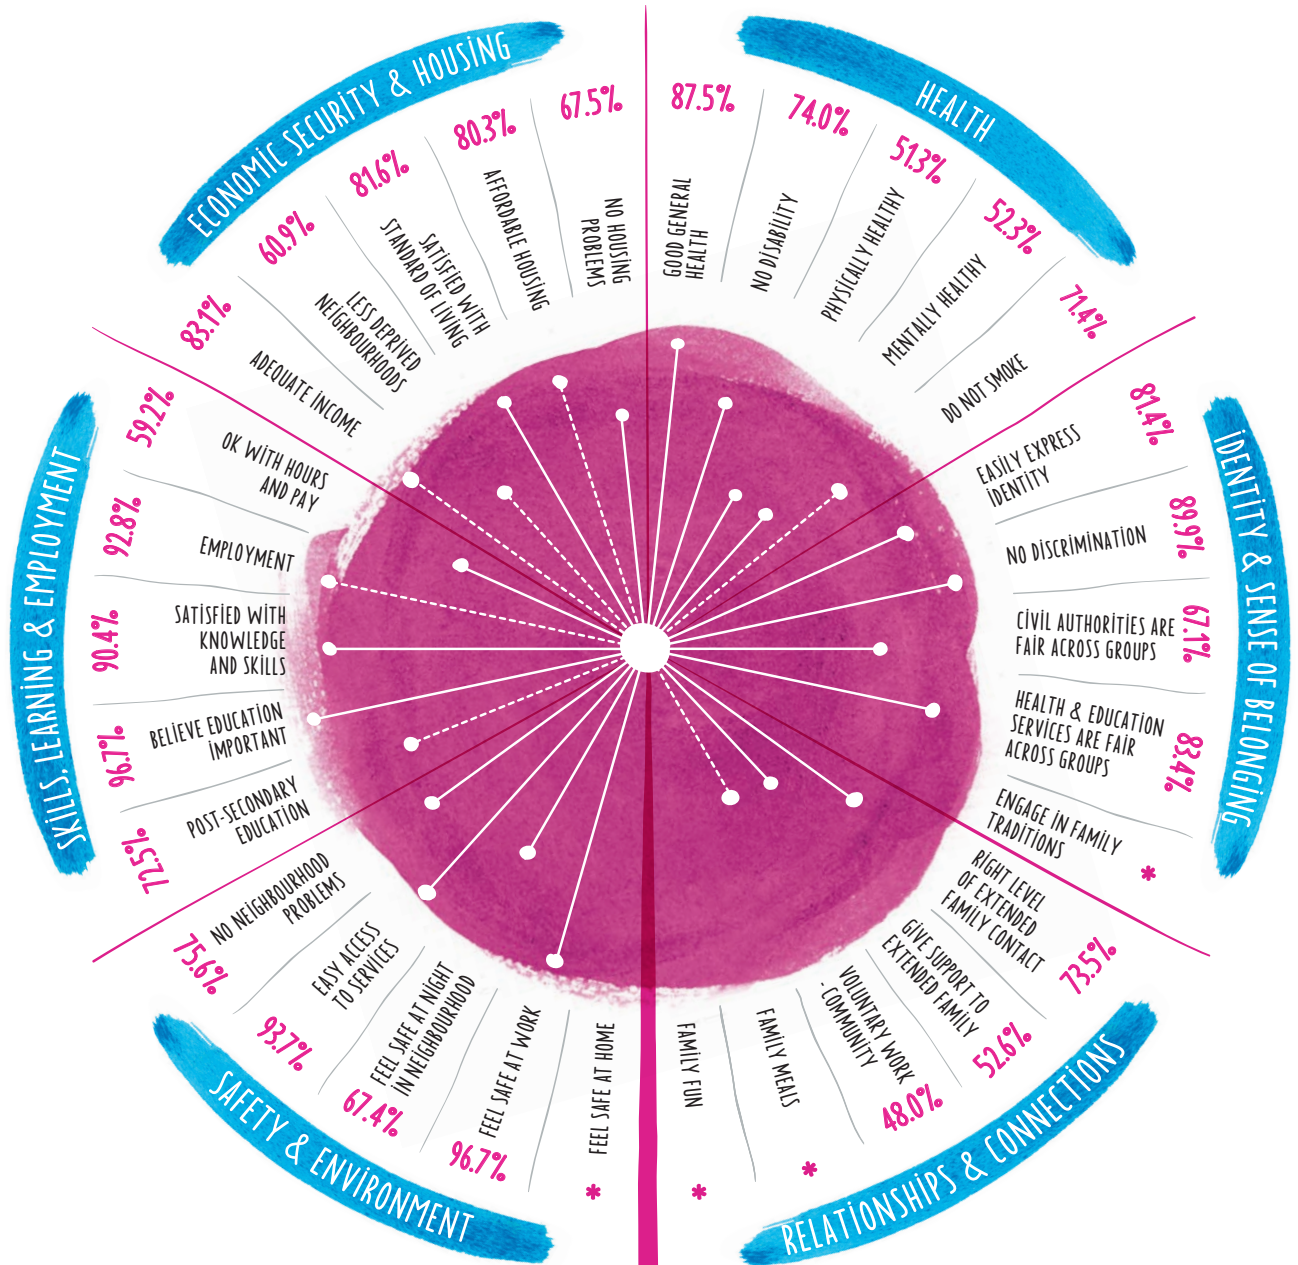 HEALTH
87.5%
GOOD GENERAL
HEALTH
74.0%
NO DISABILITY
51.3%
PHYSICALLY HEALTHY
52.3%
MENTALLY HEALTHY
71.4%
DO NOT SMOKE
IDENTITY & SENSE OF BELONGING
81.4%
EASILY EXPRESS
IDENTITY
89.9%
NO DISCRIMINATION
67.1%
CIVIL AUTHORITIES ARE
FAIR ACROSS GROUPS
83.4%
HEALTH & EDUCATION
SERVICES ARE FAIR
ACROSS GROUPS
*
ENGAGE IN FAMILY
TRADITIONS
RELATIONSHIPS & CONNECTIONS
73.5%
RIGHT LEVEL
OF EXTENDED
FAMILY CONTACT
52.6%
GIVE SUPPORT TO
EXTENDED FAMILY
48.0%
VOLUNTARY WORK
- COMMUNITY
*
FAMILY MEALS
*
FAMILY FUN
SAFETY & ENVIRONMENT
*
FEEL SAFE AT HOME
96.7%
FEEL SAFE AT WORK
67.4%
FEEL SAFE AT NIGHT
IN NEIGHBOURHOOD
93.7%
EASY ACCESS
TO SERVICES
75.6%
NO NEIGHBOURHOOD
PROBLEMS
SKILLS, LEARNING & EMPLOYMENT
72.5%
POST-SECONDARY
EDUCATION
96.7%
BELIEVE EDUCATION
IMPORTANT
90.4%
SATISFIED WITH
KNOWLEDGE
AND SKILLS
92.8%
EMPLOYMENT
59.2%
OK WITH HOURS
AND PAY
ECONOMIC SECURITY & HOUSING
83.1%
ADEQUATE INCOME
60.9%
LESS DEPRIVED
NEIGHBOURHOODS
81.6%
SATISFIED WITH
STANDARD OF LIVING
80.3%
AFFORDABLE HOUSING
67.5%
NO HOUSING
PROBLEMS